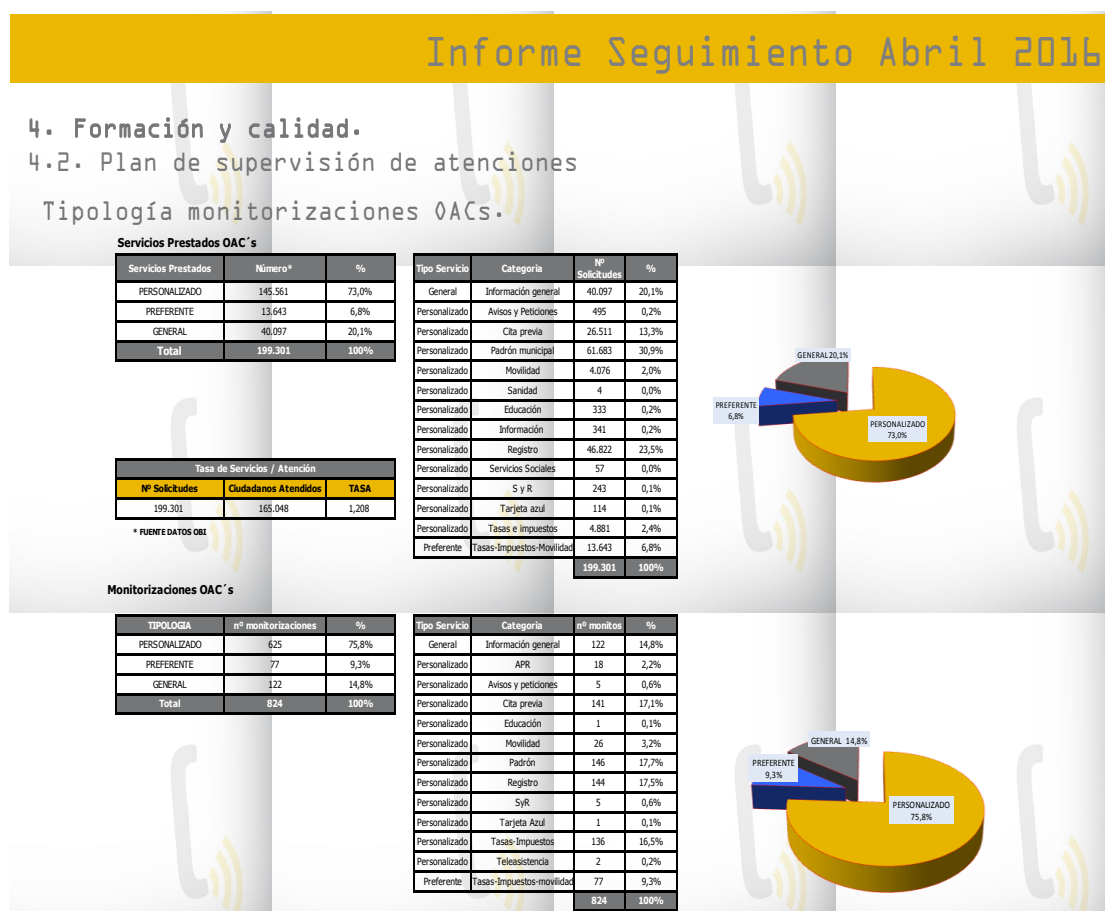 Informe Seguimiento Abril 2016
4. Formación y calidad.
4.2. Plan de supervisión de atenciones
Tipología monitorizaciones OACs.
Servicios Prestados OAC´s
Servicios Prestados Número* %
PERSONALIZADO 145.561 73,0%
PREFERENTE 13.643 6,8%
GENERAL 40.097 20,1%
Total 199.301 100%
Tasa de Servicios / Atención
Nº Solicitudes Ciudadanos Atendidos TASA
199.301 165.048 1,208
* FUENTE DATOS OBI
Tipo Servicio Categoria Nº Solicitudes %
General Información general 40.097 20,1%
Personalizado Avisos y Peticiones 495 0,2%
Personalizado Cita previa 26.511 13,3%
Personalizado Padrón municipal 61.683 30,9%
Personalizado Movilidad 4.076 2,0%
Personalizado Sanidad 4 0,0%
Personalizado Educación 333 0,2%
Personalizado Información 341 0,2%
Personalizado Registro 46.822 23,5%
Personalizado Servicios Sociales 57 0,0%
Personalizado S y R 243 0,1%
Personalizado Tarjeta azul 114 0,1%
Personalizado Tasas e impuestos 4.881 2,4%
Preferente Tasas-Impuestos-Movilidad 13.643 6,8%
199.301 100%
GENERAL 20,1%
PREFERENTE
6,8%
PERSONALIZADO
73,0%
Monitorizaciones OAC´s
TIPOLOGIA nº monitorizaciones %
PERSONALIZADO 625 75,8%
PREFERENTE 77 9,3%
GENERAL 122 14,8%
Total 824 100%
Tipo Servicio Categoria nº monitos %
General Información general 122 14,8%
Personalizado APR 18 2,2%
Personalizado Avisos y peticiones 5 0,6%
Personalizado Cita previa 141 17,1%
Personalizado Educación 1 0,1%
Personalizado Movilidad 26 3,2%
Personalizado Padrón 146 17,7%
Personalizado Registro 144 17,5%
Personalizado SyR 5 0,6%
Personalizado Tarjeta Azul 1 0,1%
Personalizado Tasas-Impuestos 136 16,5%
Personalizado Teleasistencia 2 0,2%
Preferente Tasas-Impuestos-movilidad 77 9,3%
824 100%
GENERAL 14,8%
PREFERENTE
9,3%
PERSONALIZADO
75,8%